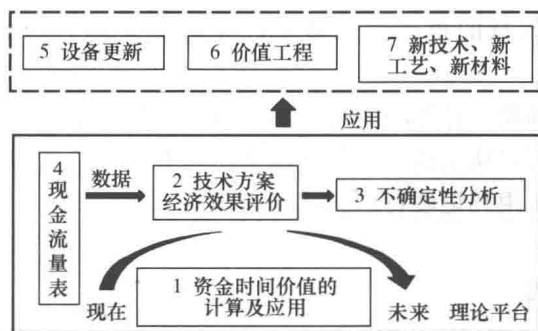 5 设备更新
6 价值工程
7 新技术、新
工艺、新材料
应用
4
现
金
流
量
表
数据
2 技术方案
经济效果评价
3 不确定性分析
现在
1 资金时间价值的
计算及应用
未来
理论平台